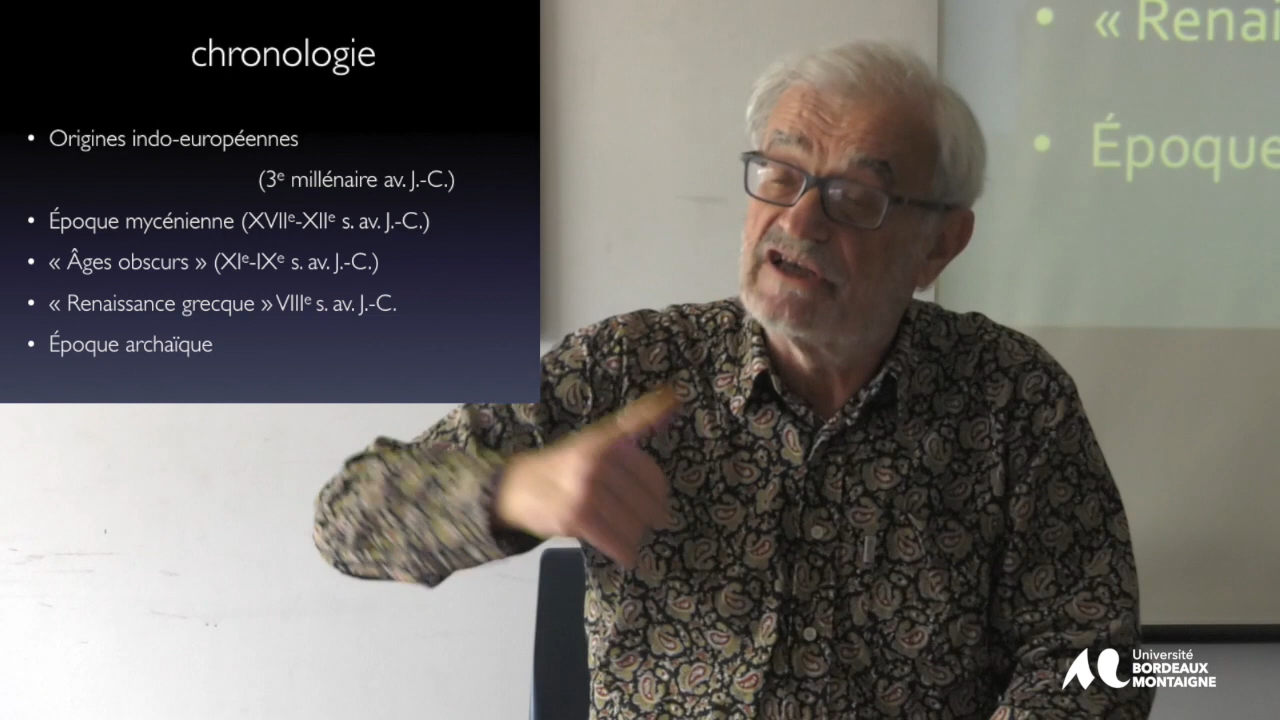 chronologie
• Origines indo-européennes
(3e millénaire av. J.-C.)
• Époque mycénienne (XVIIe-XIIe s. av. J.-C.)
• « Âges obscurs » (XIe-IXe s. av. J.-C.)
• « Renaissance grecque » VIIIe s. av. J.-C.
• Époque archaïque
• « Renai
• Époque
Université
BORDEAUX
MONTAIGNE